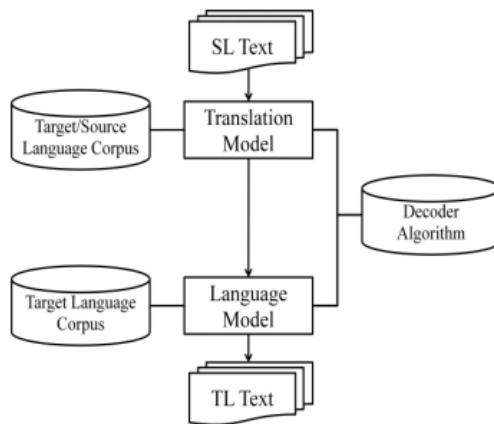 SL Text
Target/Source
Language Corpus
Translation
Model
Decoder
Algorithm
Target Language
Corpus
Language
Model
TL Text